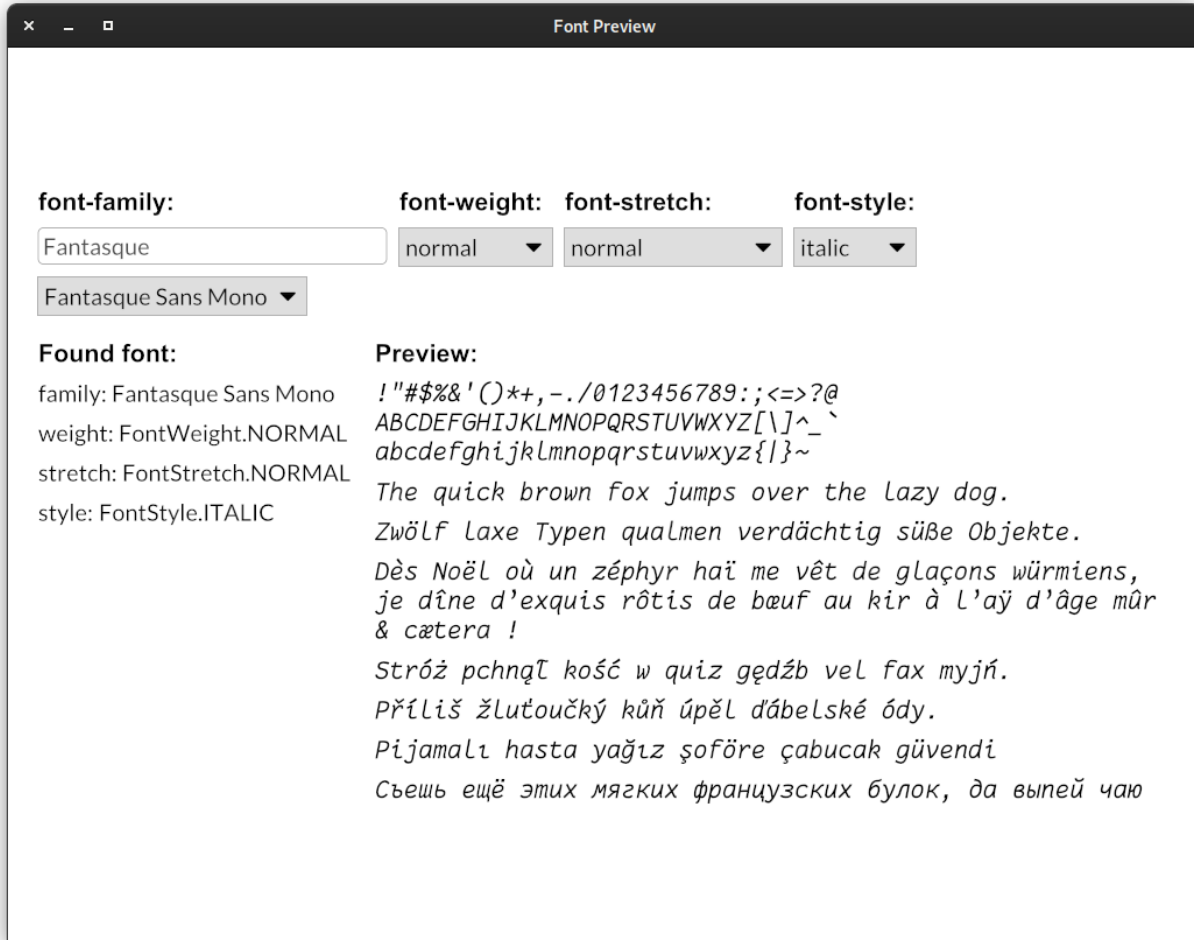 Font Preview
font-family: font-weight: font-stretch: font-style:
Fantasque normal normal italic
Fantasque Sans Mono
Found font:
family: Fantasque Sans Mono
weight: FontWeight.NORMAL
stretch: FontStretch.NORMAL
style: FontStyle.ITALIC
Preview:
!"#$%&'()*+,-./0123456789:;<=>?@
ABCDEFGHIJKLMNOPQRSTUVWXYZ[\]^_`
abcdefghijklmnopqrstuvwxyz{|}~
The quick brown fox jumps over the lazy dog.
Zwölf laxe Typen qualmen verdächtig süße Objekte.
Dès Noël où un zéphyr haï me vêt de glaçons würmiens,
je dîne d’exquis rôtis de bœuf au kir à l’aÿ d’âge mûr
& cætera !
Stróż pchnął kość w quiz gędźb vel fax myjń.
Příliš žluťoučký kůň úpěl ďábelské ódy.
Pijamalı hasta yağız şoföre çabucak güvendi
Съешь ещё этих мягких французских булок, да выпей чаю